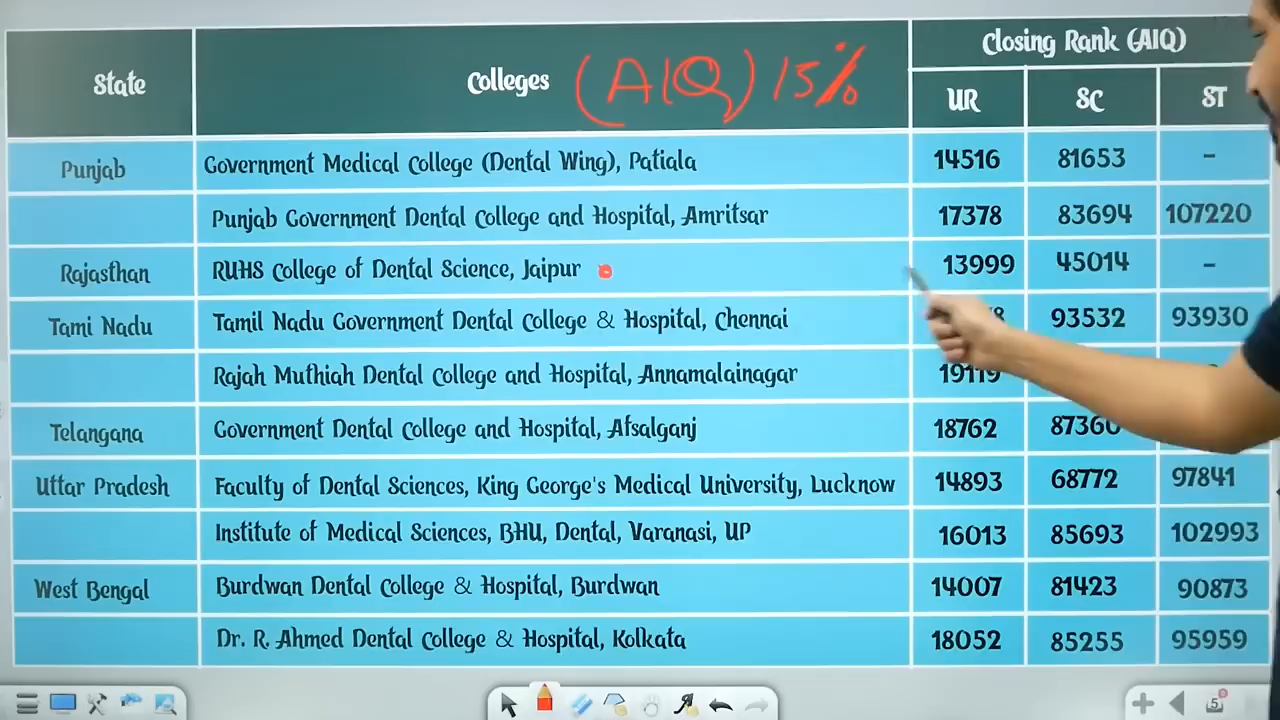 State Colleges (AIQ) 15% Closing Rank (AIQ)
UR SC ST
Punjab Government Medical College (Dental Wing), Patiala 14516 81653 -
Punjab Government Dental College and Hospital, Amritsar 17378 83694 107220
Rajasthan RUHS College of Dental Science, Jaipur 13999 45014 -
Tami Nadu Tamil Nadu Government Dental College & Hospital, Chennai 93532 93930
Rajah Muthiah Dental College and Hospital, Annamalainagar 19119
Telangana Government Dental College and Hospital, Afsalganj 18762 87360
Uttar Pradesh Faculty of Dental Sciences, King George's Medical University, Lucknow 14893 68772 97841
Institute of Medical Sciences, BHU, Dental, Varanasi, UP 16013 85693 102993
West Bengal Burdwan Dental College & Hospital, Burdwan 14007 81423 90873
Dr. R. Ahmed Dental College & Hospital, Kolkata 18052 85255 95959